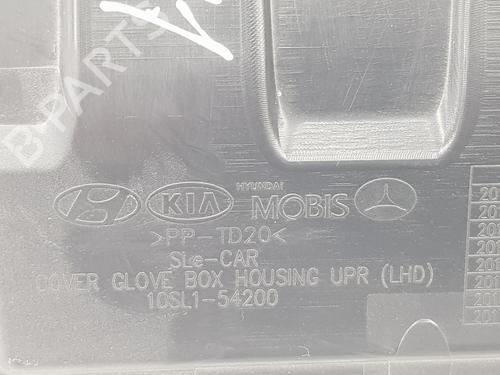 B-PARTS
KIA
HYUNDAI
MOBIS
>PP-TD20<
SLe-CAR
COVER GLOVE BOX HOUSING UPR (LHD)
10SL1-54200